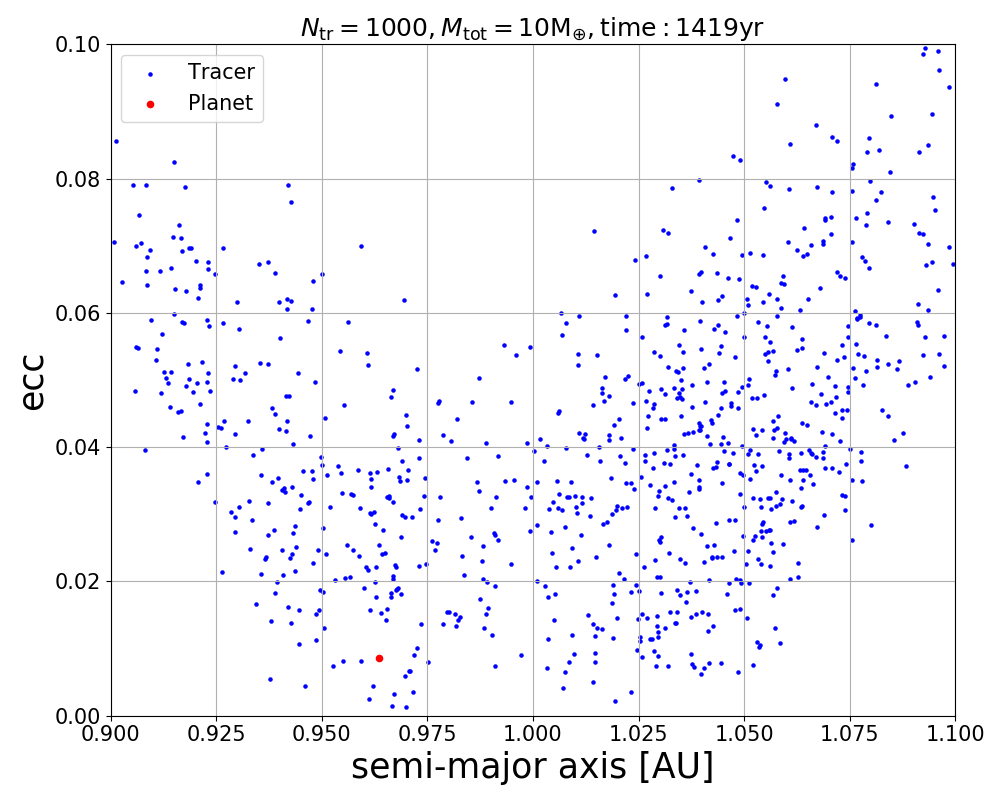 N_tr = 1000, M_tot = 10M_⊕, time : 1419yr
Tracer
Planet
0.10
0.08
0.06
0.04
0.02
0.00
ecc
0.900 0.925 0.950 0.975 1.000 1.025 1.050 1.075 1.100
semi-major axis [AU]